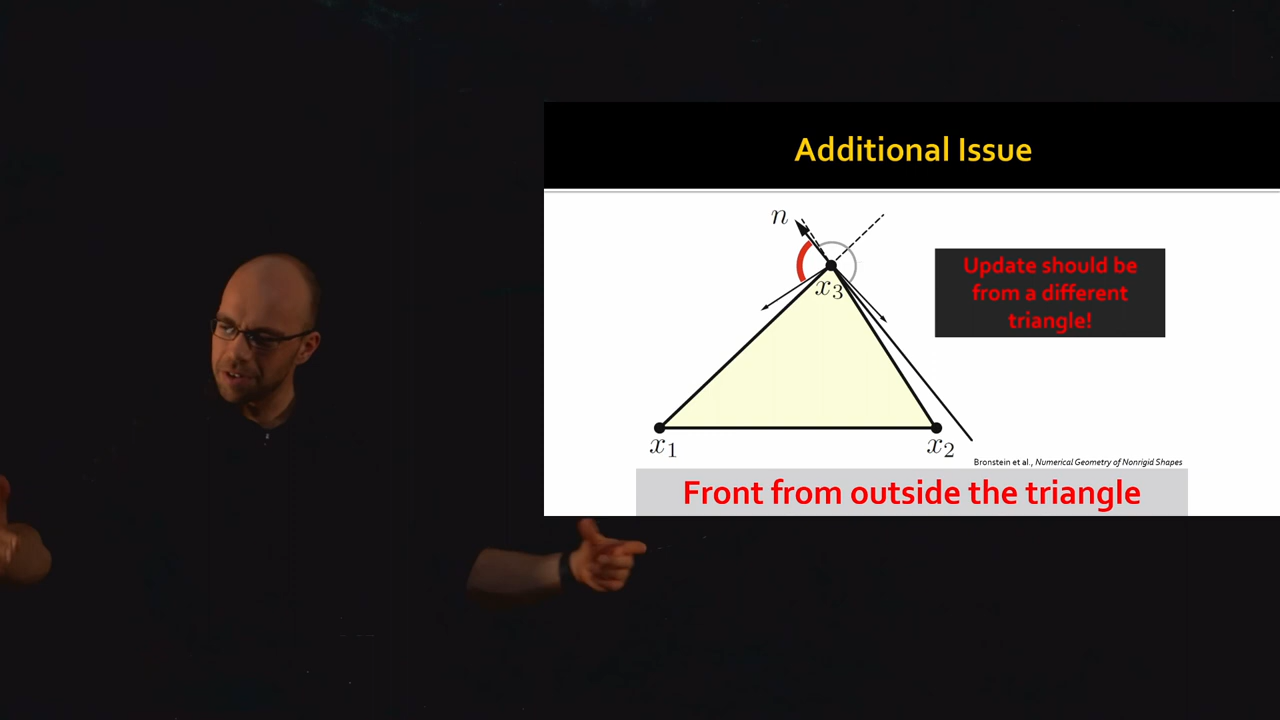 Additional Issue
n
x3
Update should be
from a different
triangle!
x1
x2
Bronstein et al., Numerical Geometry of Nonrigid Shapes
Front from outside the triangle